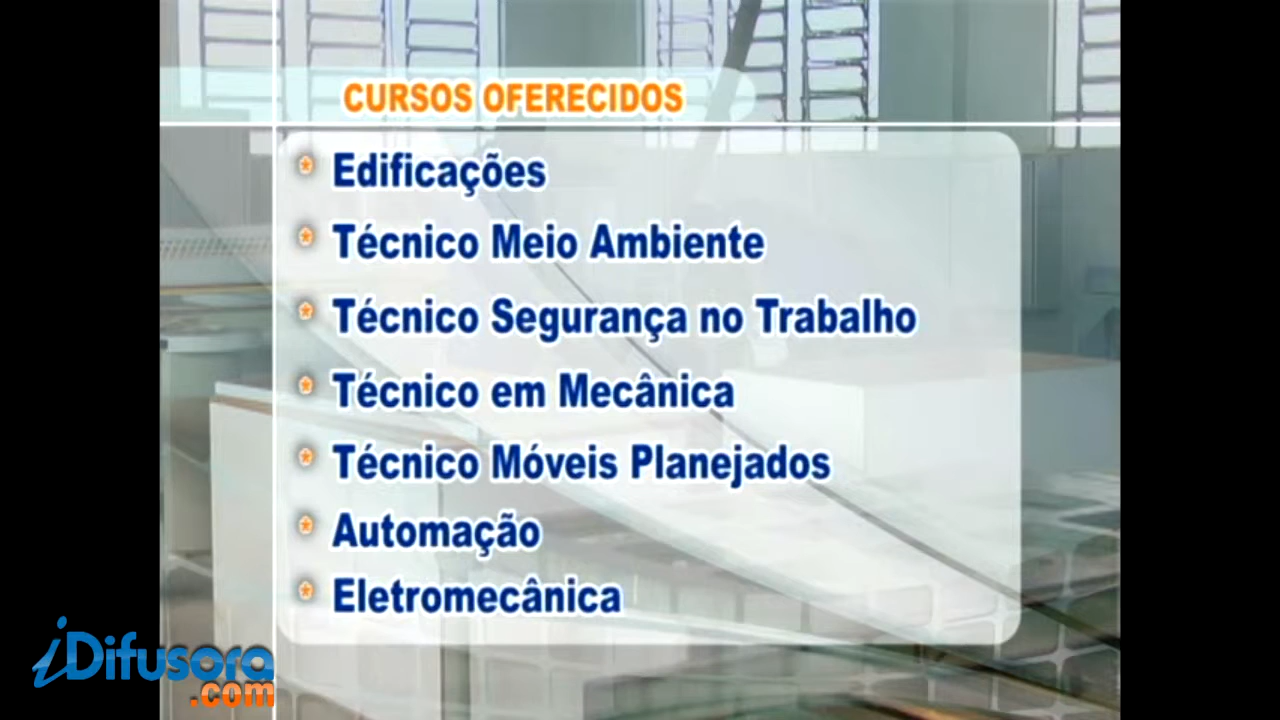 CURSOS OFERECIDOS
Edificações
Técnico Meio Ambiente
Técnico Segurança no Trabalho
Técnico em Mecânica
Técnico Móveis Planejados
Automação
Eletromecânica
iDifusora
.com